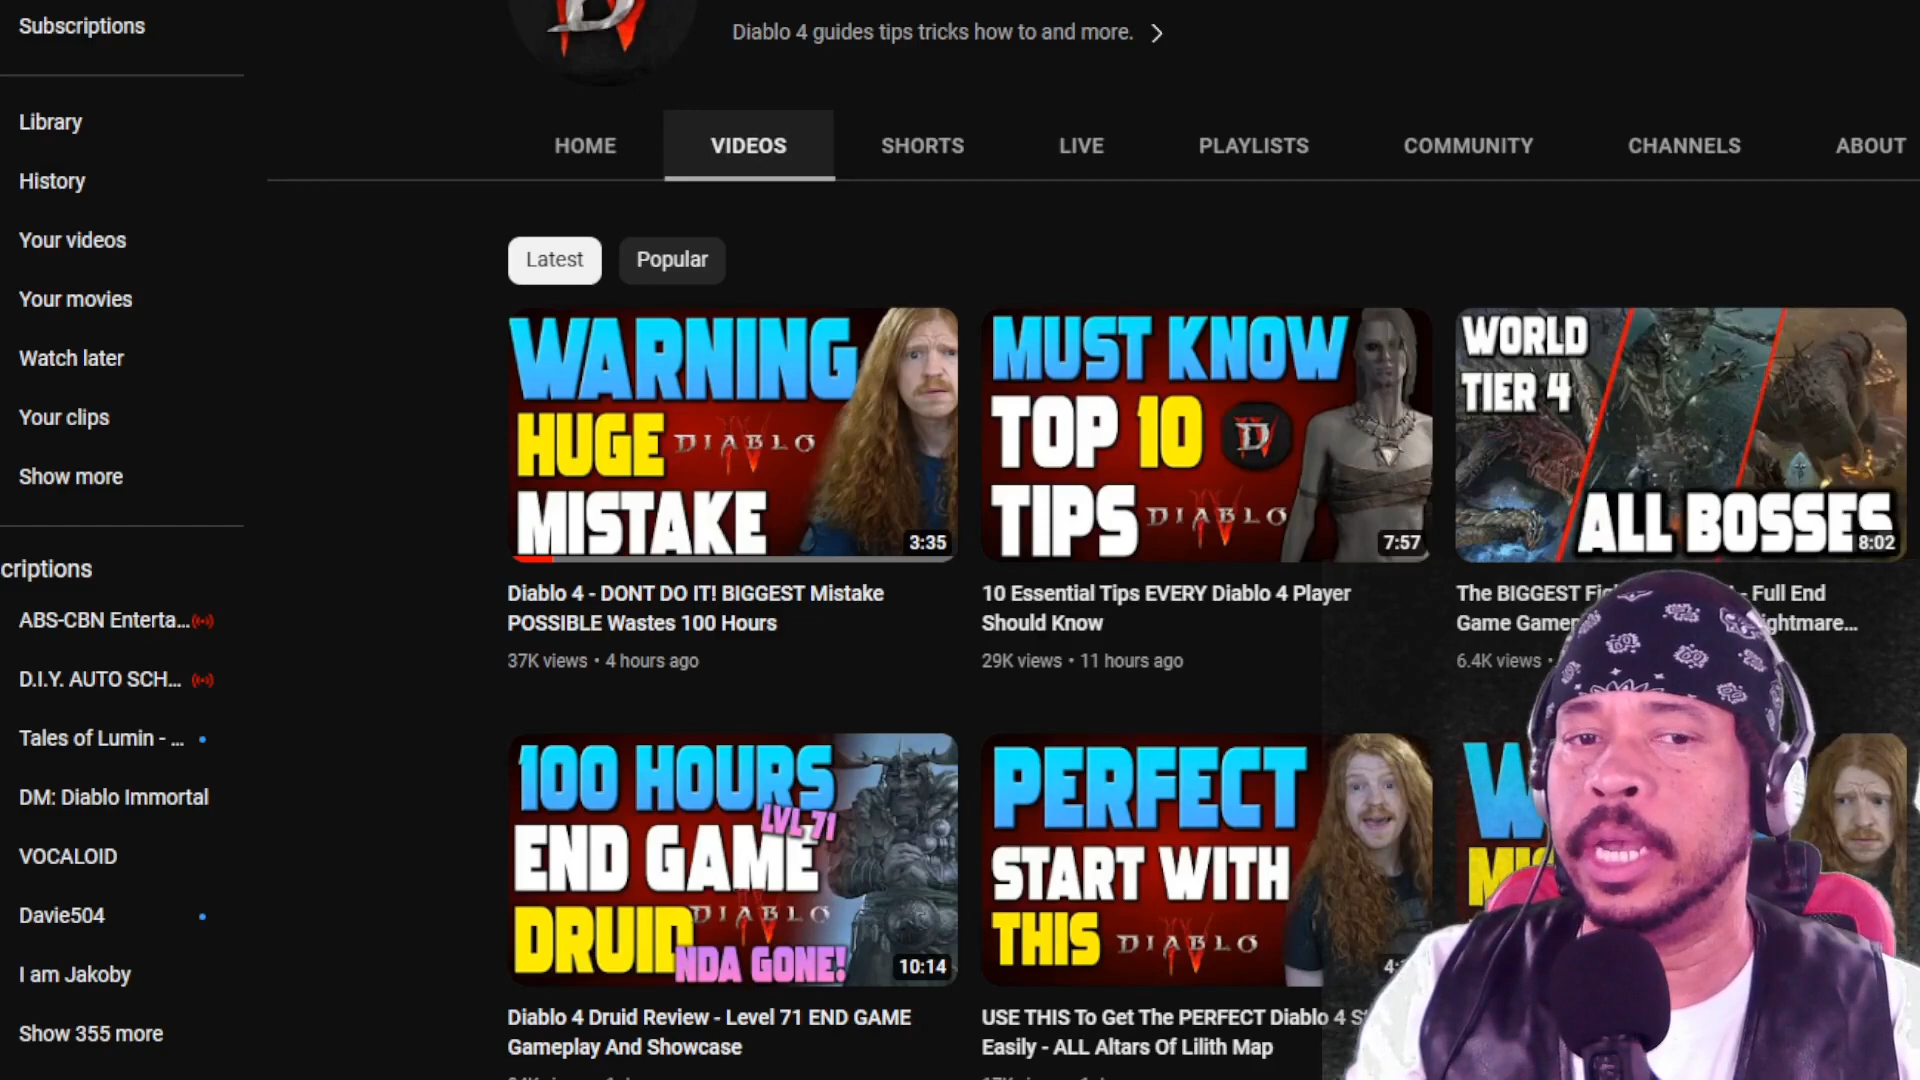 Subscriptions
Library
History
Your videos
Your movies
Watch later
Your clips
Show more
criptions
ABS-CBN Enterta...
D.I.Y. AUTO SCH...
Tales of Lumin - ...
DM: Diablo Immortal
VOCALOID
Davie504
I am Jakoby
Show 355 more
Diablo 4 guides tips tricks how to and more.
HOME VIDEOS SHORTS LIVE PLAYLISTS COMMUNITY CHANNELS ABOUT
Latest Popular
WARNING
HUGE DIABLO
IV
MISTAKE
3:35
Diablo 4 - DONT DO IT! BIGGEST Mistake
POSSIBLE Wastes 100 Hours
37K views • 4 hours ago
MUST KNOW
TOP 10 D
TIPS DIABLO
IV
7:57
10 Essential Tips EVERY Diablo 4 Player
Should Know
29K views • 11 hours ago
WORLD
TIER 4
ALL BOSSES
8:02
The BIGGEST - Full End
Game
6.4K views •
100 HOURS
LVL 71
END GAME
DRUID DIABLO
IV
NDA GONE!
10:14
Diablo 4 Druid Review - Level 71 END GAME
Gameplay And Showcase
PERFECT
START WITH
THIS DIABLO
IV
USE THIS To Get The PERFECT Diablo 4
Easily - ALL Altars Of Lilith Map